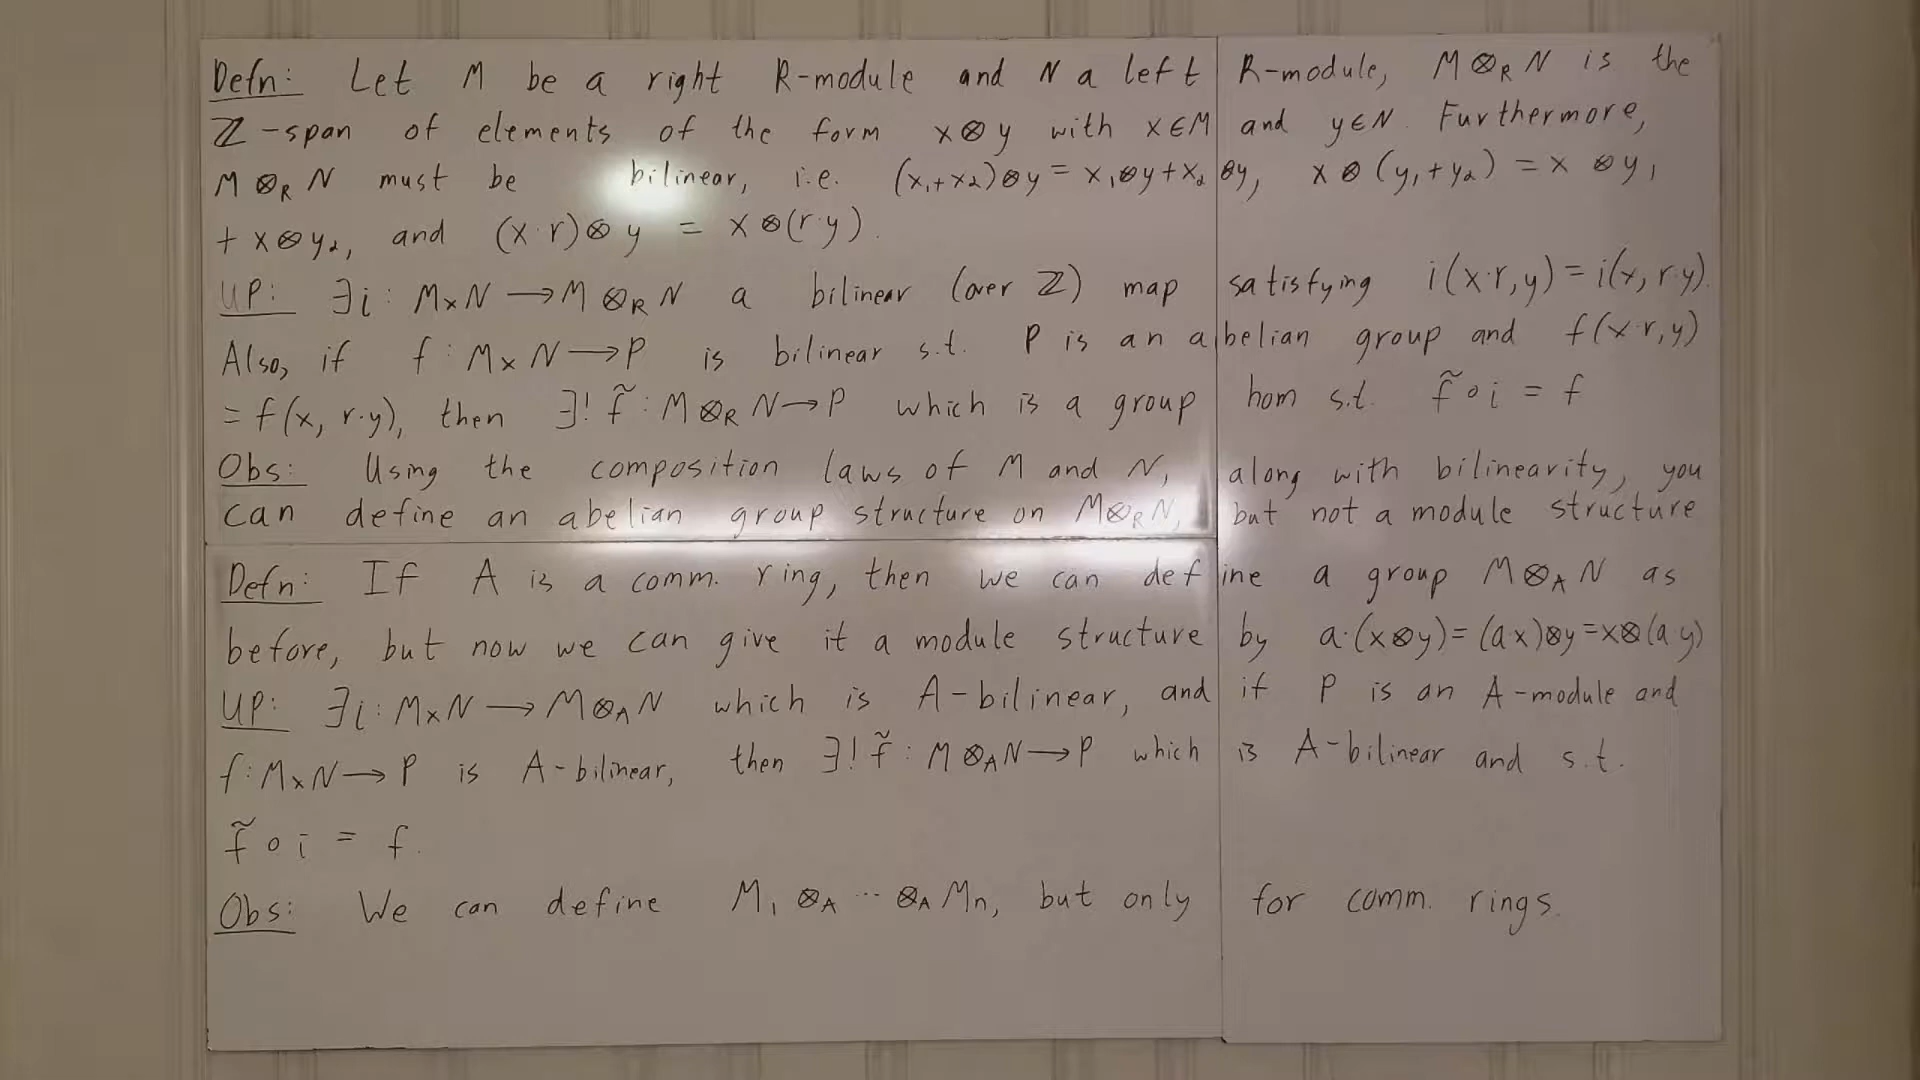 Defn: Let M be a right R-module and N a left R-module, M ⊗_R N is the
ℤ-span of elements of the form x⊗y with x∈M and y∈N. Furthermore,
M ⊗_R N must be bilinear, i.e. (x₁+x₂)⊗y = x₁⊗y+x₂⊗y, x⊗(y₁+y₂) = x⊗y₁
+ x⊗y₂, and (x·r)⊗y = x⊗(r·y).
UP: ∃i: M×N → M ⊗_R N a bilinear (over ℤ) map satisfying i(x·r,y) = i(x, r·y).
Also, if f: M×N → P is bilinear s.t. P is an abelian group and f(x·r,y)
= f(x, r·y), then ∃! f̃: M ⊗_R N → P which is a group hom s.t. f̃∘i = f
Obs: Using the composition laws of M and N, along with bilinearity, you
can define an abelian group structure on M⊗_R N, but not a module structure
Defn: If A is a comm. ring, then we can define a group M⊗_A N as
before, but now we can give it a module structure by a·(x⊗y) = (ax)⊗y = x⊗(a y)
UP: ∃i: M×N → M⊗_A N which is A-bilinear, and if P is an A-module and
f: M×N → P is A-bilinear, then ∃! f̃: M ⊗_A N → P which is A-bilinear and s.t.
f̃∘i = f.
Obs: We can define M₁ ⊗_A ··· ⊗_A Mn, but only for comm. rings.